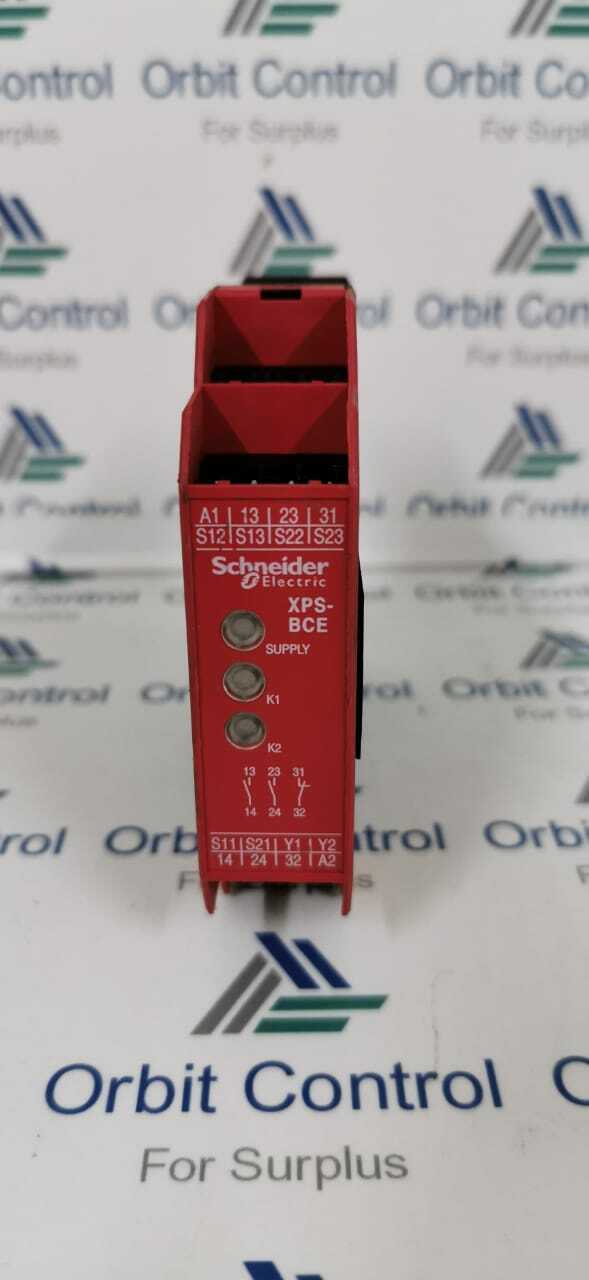 Orbit Control
For Surplus
A1 13 23 31
S12 S13 S22 S23
Schneider
Electric
XPS-
BCE
SUPPLY
K1
K2
13 23 31
14 24 32
S11 S21 Y1 Y2
14 24 32 A2
Orbit Control
For Surplus